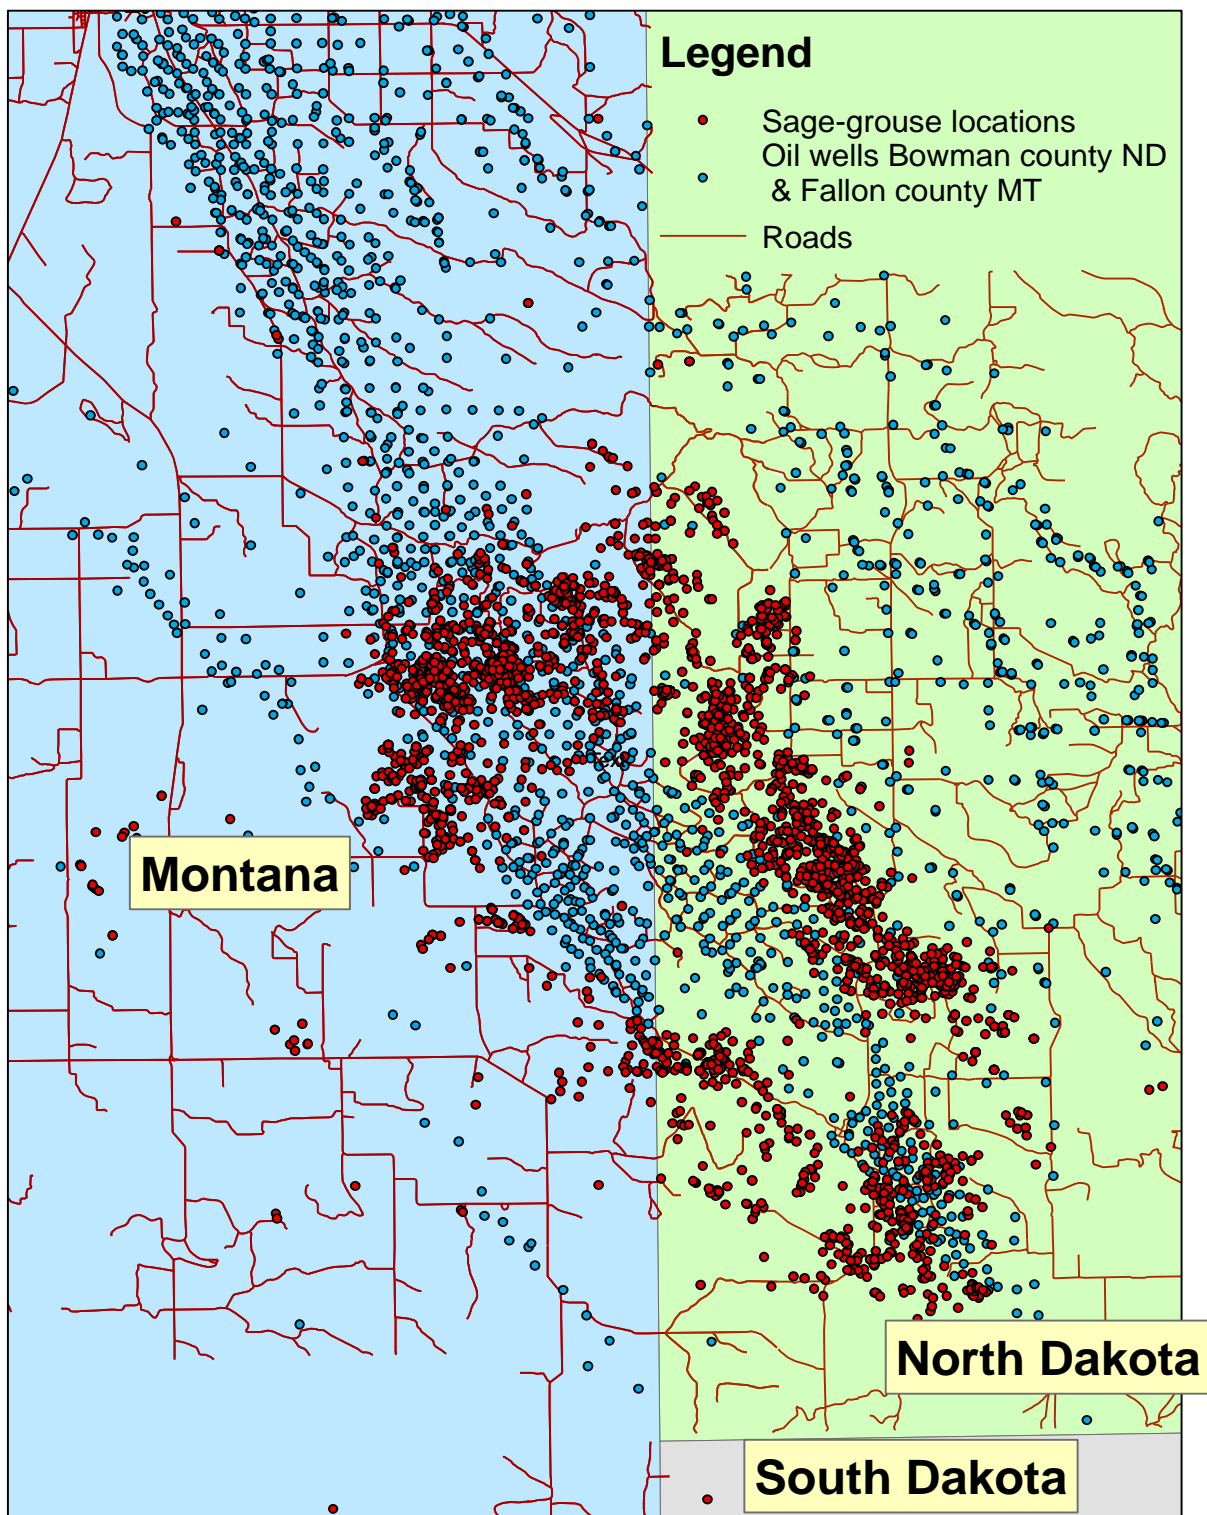 Legend
Sage-grouse locations
Oil wells Bowman county ND
& Fallon county MT
Roads
Montana
North Dakota
South Dakota